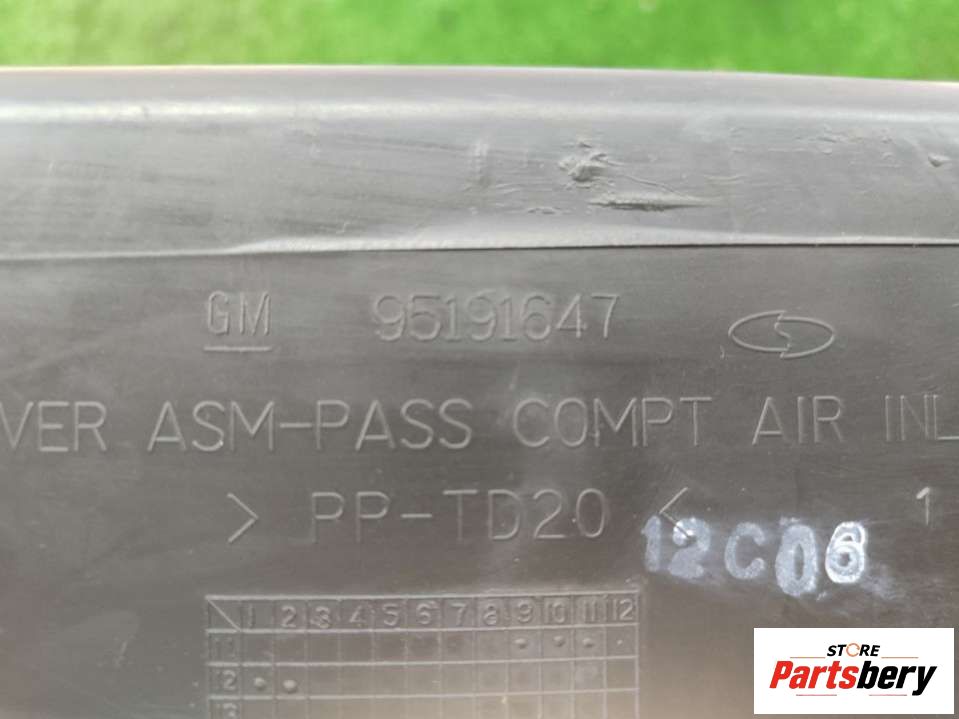 GM 95191647
VER ASM-PASS COMPT AIR INL
> PP-TD20 < 1
12C06
1 2 3 4 5 6 7 8 9 10 11 12
11
12
STORE
Partsbery